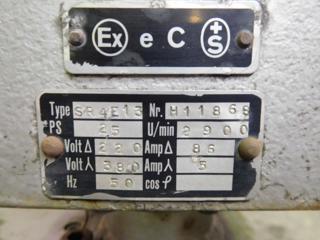 Ex e C +S
Type SR4E13 Nr. H11866
PS 25 U/min 2900
Volt Δ 220 Amp Δ 86
Volt ⅄ 380 Amp ⅄ 5
Hz 50 cos φ